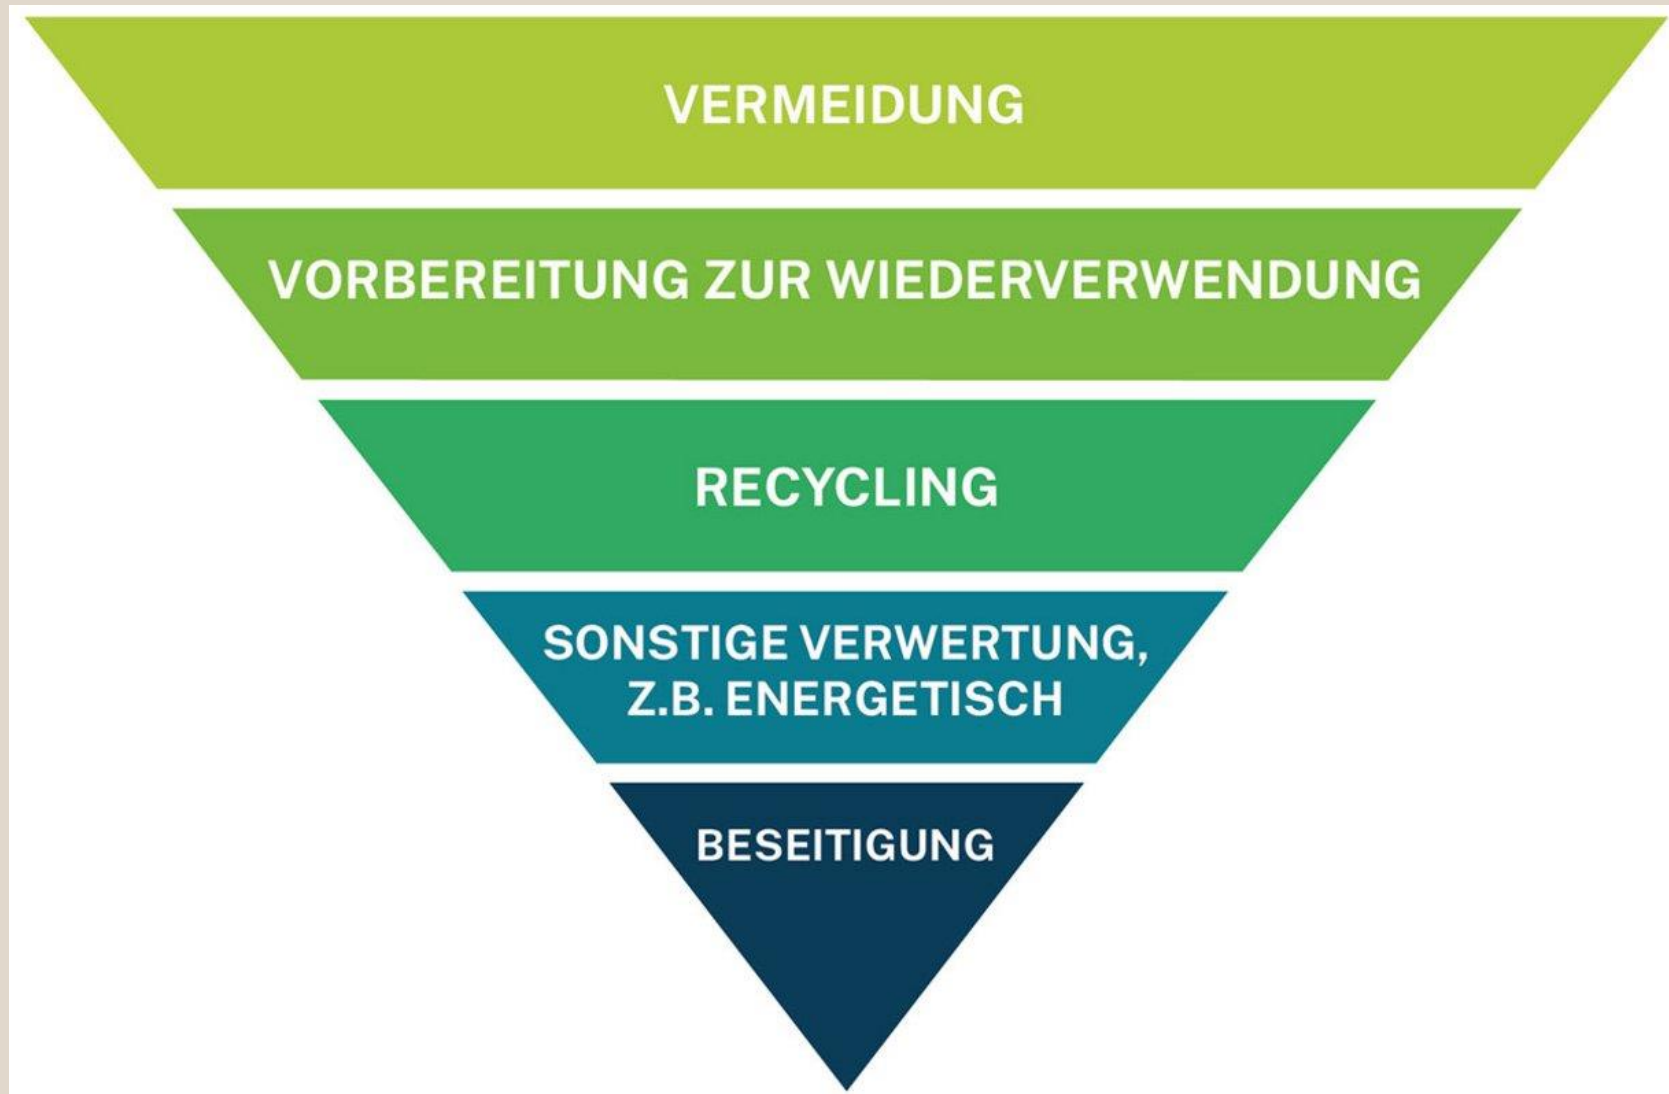 VERMEIDUNG
VORBEREITUNG ZUR WIEDERVERWENDUNG
RECYCLING
SONSTIGE VERWERTUNG,
Z.B. ENERGETISCH
BESEITIGUNG